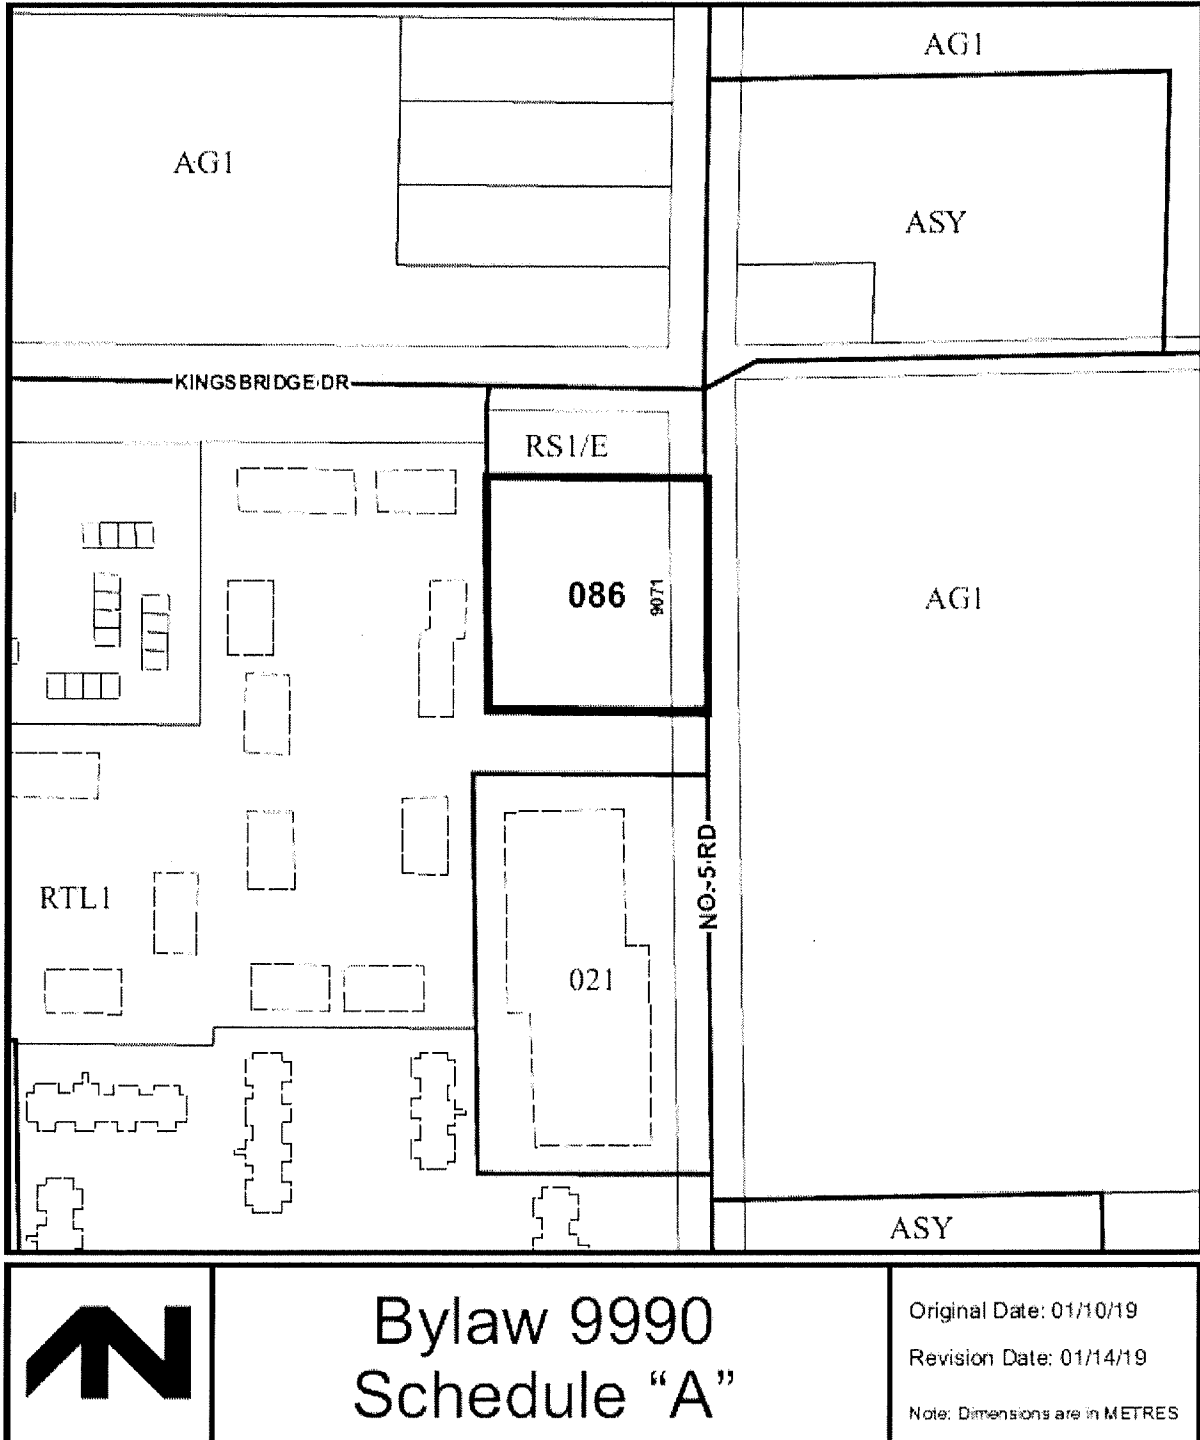 AG1
AG1
ASY
KINGSBRIDGE DR
RS1/E
086
9071
AG1
NO. 5 RD
RTL1
021
ASY
Bylaw 9990
Schedule “A”
Original Date: 01/10/19
Revision Date: 01/14/19
Note: Dimensions are in METRES